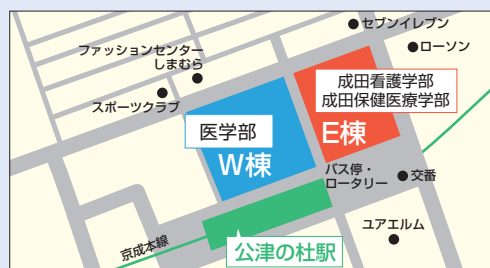 セブンイレブン
ローソン
ファッションセンター
しまむら
スポーツクラブ
成田看護学部
成田保健医療学部
E棟
医学部
W棟
バス停・
ロータリー
交番
ユアエルム
京成本線
公津の杜駅